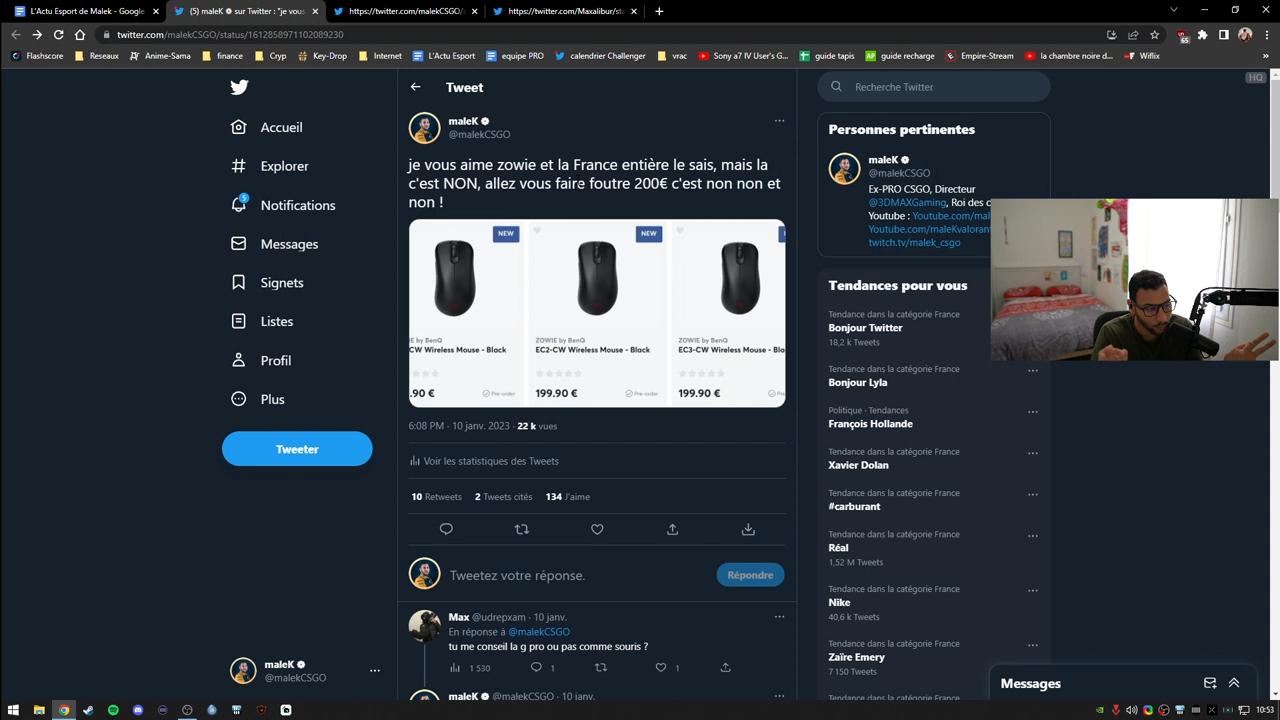 L'Actu Esport de Malek - Google
(5) maleK sur Twitter : "je vous
https://twitter.com/malekCSGO/
https://twitter.com/Maxlibur/sta
twitter.com/malekCSGO/status/1612858971102089230
Flashscore
Redux
Anime-Sama
finance
Cryp
Key-Drop
Internet
L'Actu Esport
equipe PRO
calendrier Challenger
vrac
Sony a7 IV User's G...
guide tapis
guide recharge
Empire-Stream
la chambre noire d...
Wiflix
HQ
Accueil
Explorer
5
Notifications
Messages
Signets
Listes
Profil
Plus
Tweeter
maleK
@malekCSGO
Tweet
maleK
@malekCSGO
je vous aime zowie et la France entière le sais, mais la
c'est NON, allez vous faire foutre 200€ c'est non non et
non !
NEW
NEW
E by BenQ
CW Wireless Mouse - Black
.90 €
Pre-order
ZOWIE by BenQ
EC2-CW Wireless Mouse - Black
199.90 €
Pre-order
ZOWIE by BenQ
EC3-CW Wireless Mouse - Black
199.90 €
6:08 PM · 10 janv. 2023 · 22 k vues
Voir les statistiques des Tweets
10 Retweets 2 Tweets cités 134 J'aime
Tweetez votre réponse.
Répondre
Max @udrepxam · 10 janv.
En réponse à @malekCSGO
tu me conseil la g pro ou pas comme souris ?
1 530
1
1
maleK @malekCSGO · 10 janv.
Recherche Twitter
Personnes pertinentes
maleK
@malekCSGO
Ex-PRO CSGO, Directeur
@3DMAXGaming, Roi des c
Youtube : Youtube.com/mal
Youtube.com/maleKvalorant
twitch.tv/malek_csgo
Tendances pour vous
Tendance dans la catégorie France
Bonjour Twitter
18,2 k Tweets
Tendance dans la catégorie France
Bonjour Lyla
Politique · Tendances
François Hollande
Tendance dans la catégorie France
Xavier Dolan
Tendance dans la catégorie France
#carburant
Tendance dans la catégorie France
Réal
1,52 M Tweets
Tendance dans la catégorie France
Nike
40,6 k Tweets
Tendance dans la catégorie France
Zaïre Emery
7 150 Tweets
Tendance dans la catégorie France
Messages
10:53